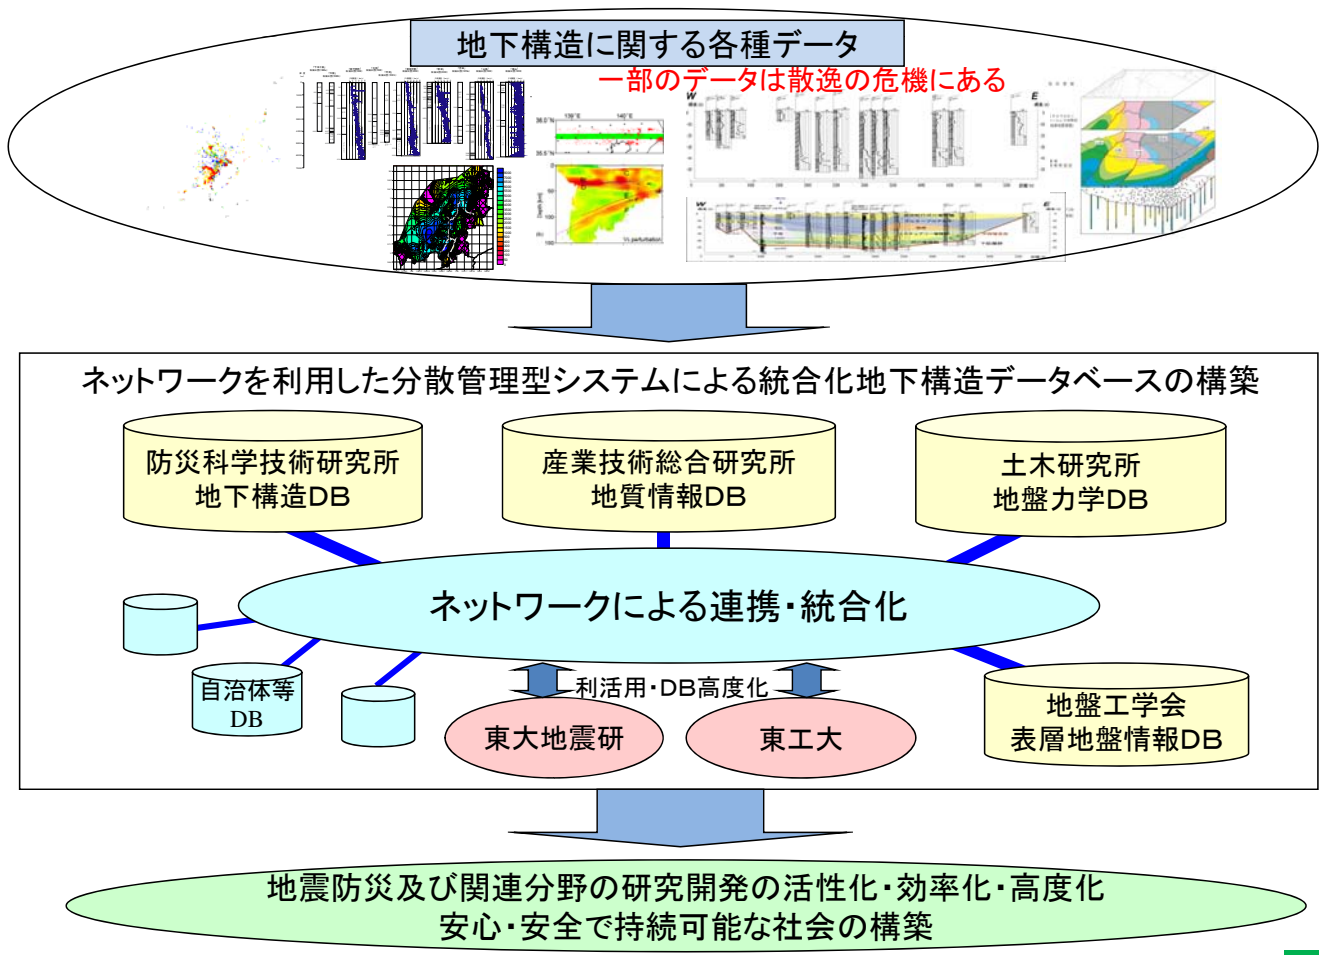 地下構造に関する各種データ
一部のデータは散逸の危機にある
139°E 140°E
36.0°N
W E
W E
Depth [km]
ネットワークを利用した分散管理型システムによる統合化地下構造データベースの構築
防災科学技術研究所
地下構造DB
産業技術総合研究所
地質情報DB
土木研究所
地盤力学DB
ネットワークによる連携・統合化
自治体等
DB
利活用・DB高度化
東大地震研
東工大
地盤工学会
表層地盤情報DB
地震防災及び関連分野の研究開発の活性化・効率化・高度化
安心・安全で持続可能な社会の構築